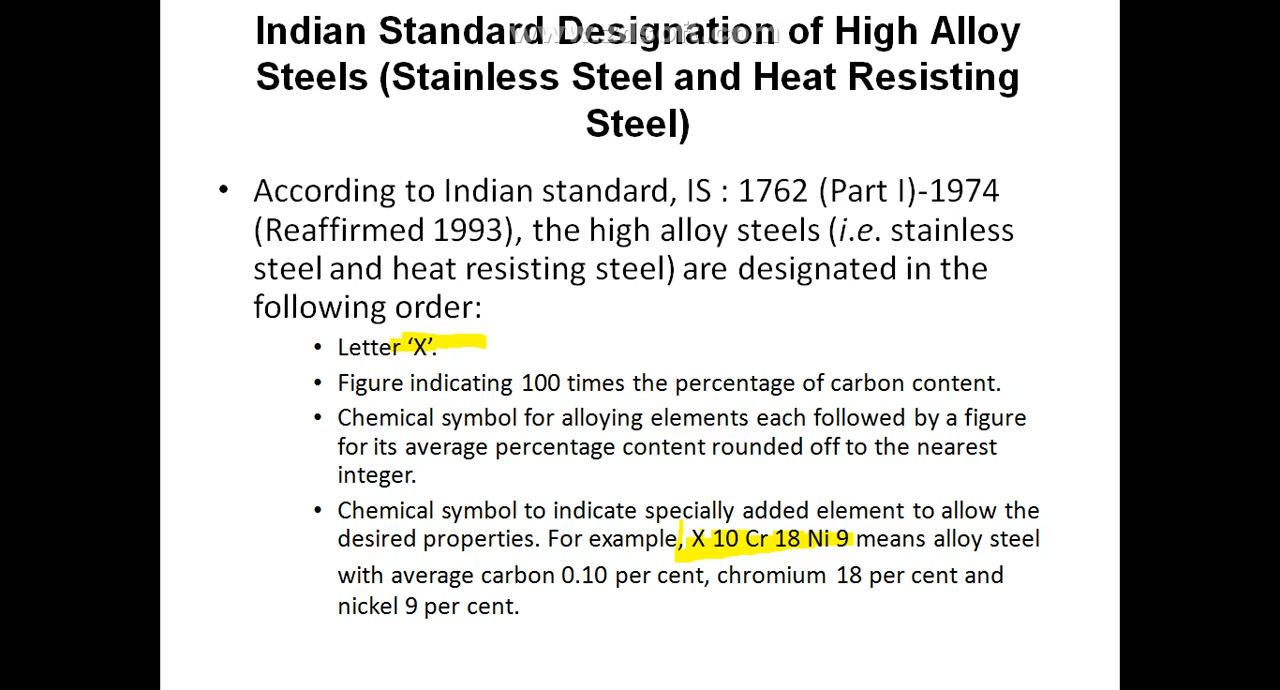 Indian Standard Designation of High Alloy
Steels (Stainless Steel and Heat Resisting
Steel)
• According to Indian standard, IS : 1762 (Part I)-1974
(Reaffirmed 1993), the high alloy steels (i.e. stainless
steel and heat resisting steel) are designated in the
following order:
• Letter ‘X’.
• Figure indicating 100 times the percentage of carbon content.
• Chemical symbol for alloying elements each followed by a figure
for its average percentage content rounded off to the nearest
integer.
• Chemical symbol to indicate specially added element to allow the
desired properties. For example, X 10 Cr 18 Ni 9 means alloy steel
with average carbon 0.10 per cent, chromium 18 per cent and
nickel 9 per cent.